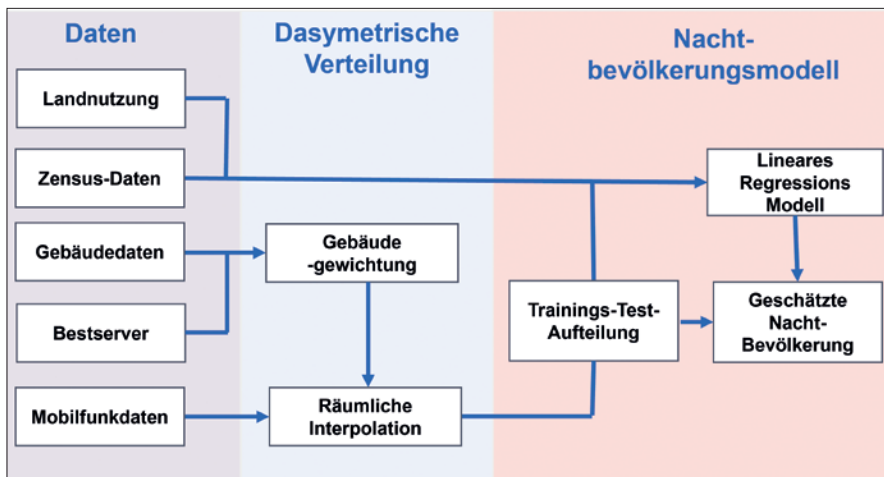 Daten
Dasymetrische
Verteilung
Nacht-
bevölkerungsmodell
Landnutzung
Zensus-Daten
Gebäudedaten
Bestserver
Mobilfunkdaten
Gebäude
-gewichtung
Räumliche
Interpolation
Trainings-Test-
Aufteilung
Lineares
Regressions
Modell
Geschätzte
Nacht-
Bevölkerung